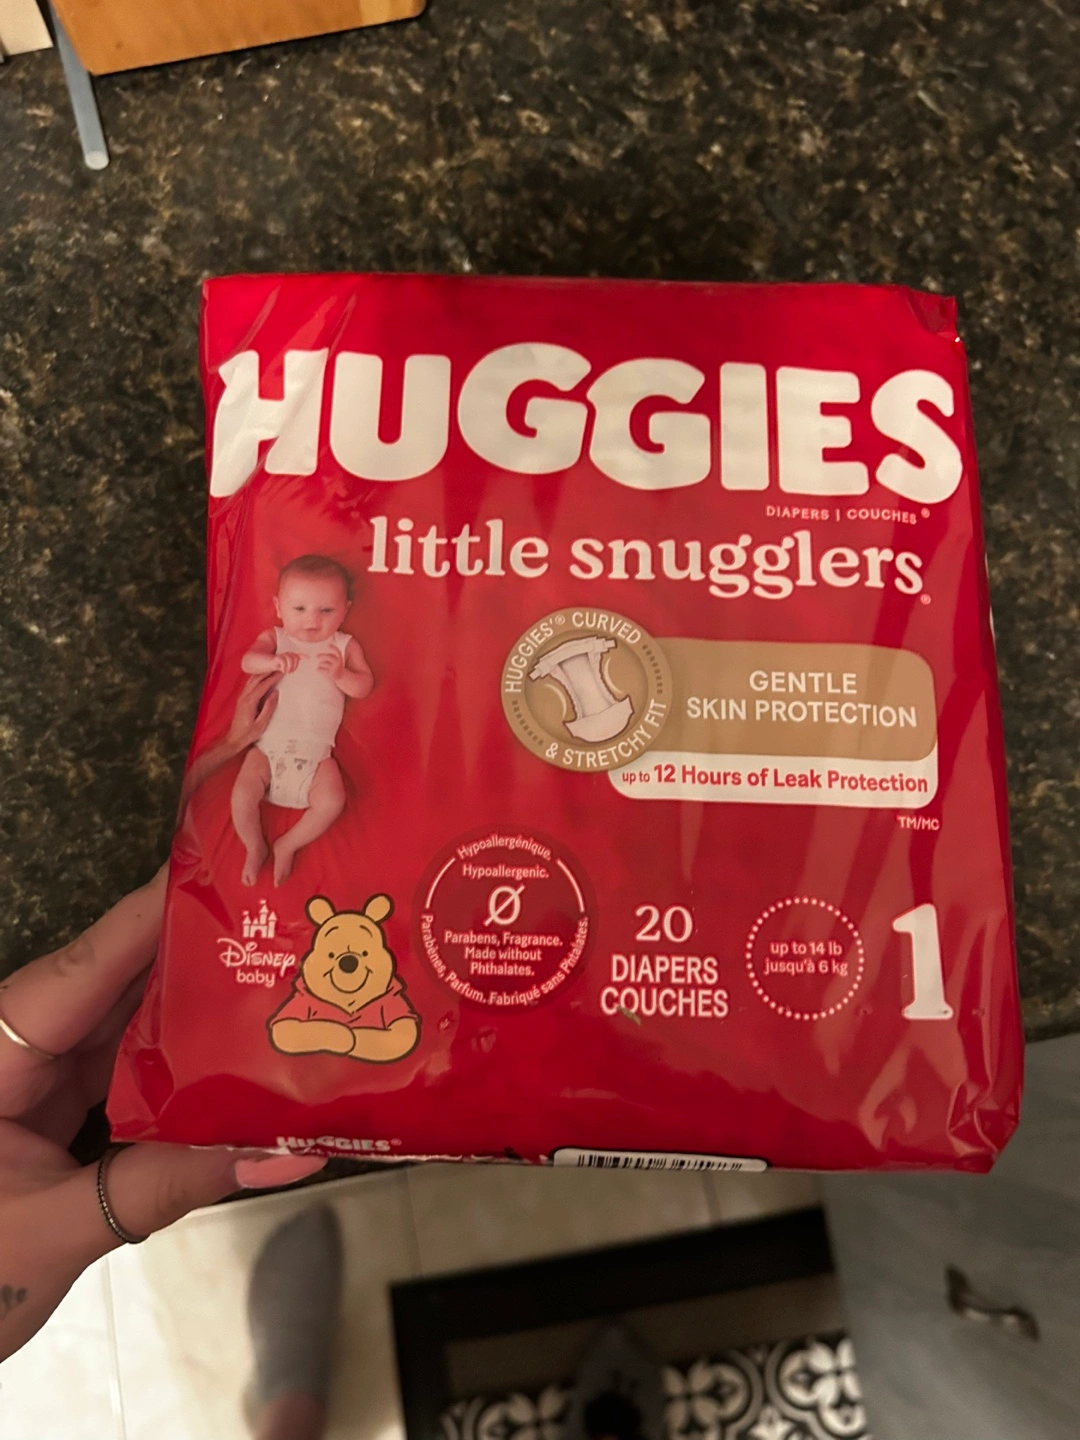 HUGGIES
DIAPERS | COUCHES®
little snugglers®
HUGGIES'® CURVED
& STRETCHY FIT
GENTLE
SKIN PROTECTION
up to 12 Hours of Leak Protection
TM/MC
Hypoallergénique.
Hypoallergenic.
Parabens, Fragrance.
Made without
Phthalates.
Parabènes, Parfum. Fabriqué sans Phtalates.
Disney
baby
20
DIAPERS
COUCHES
up to 14 lb
jusqu'à 6 kg
1
HUGGIES®